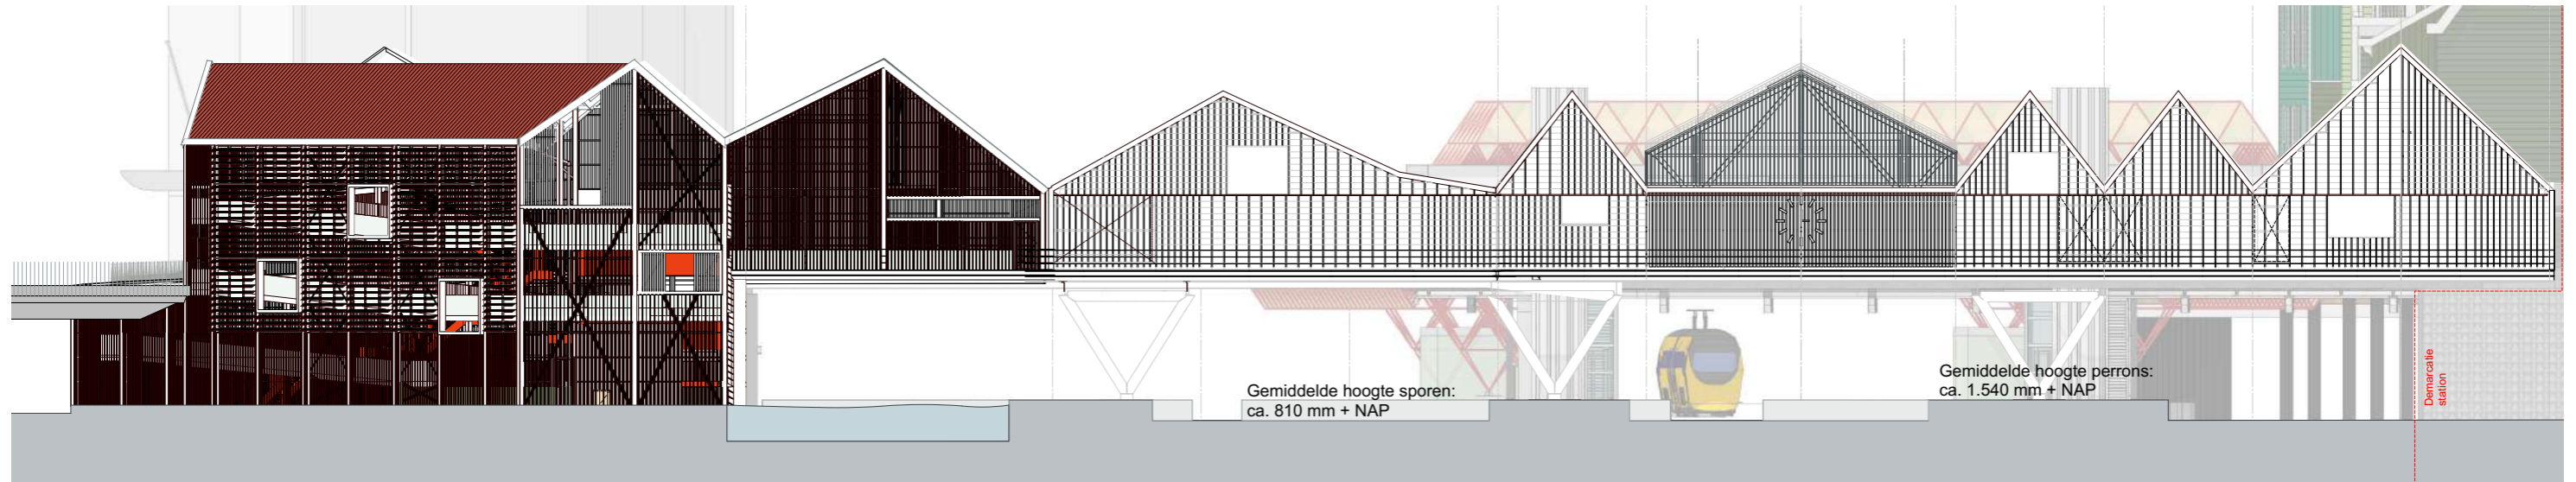 Gemiddelde hoogte sporen:
ca. 810 mm + NAP
Gemiddelde hoogte perrons:
ca. 1.540 mm + NAP
Demarcatie
station